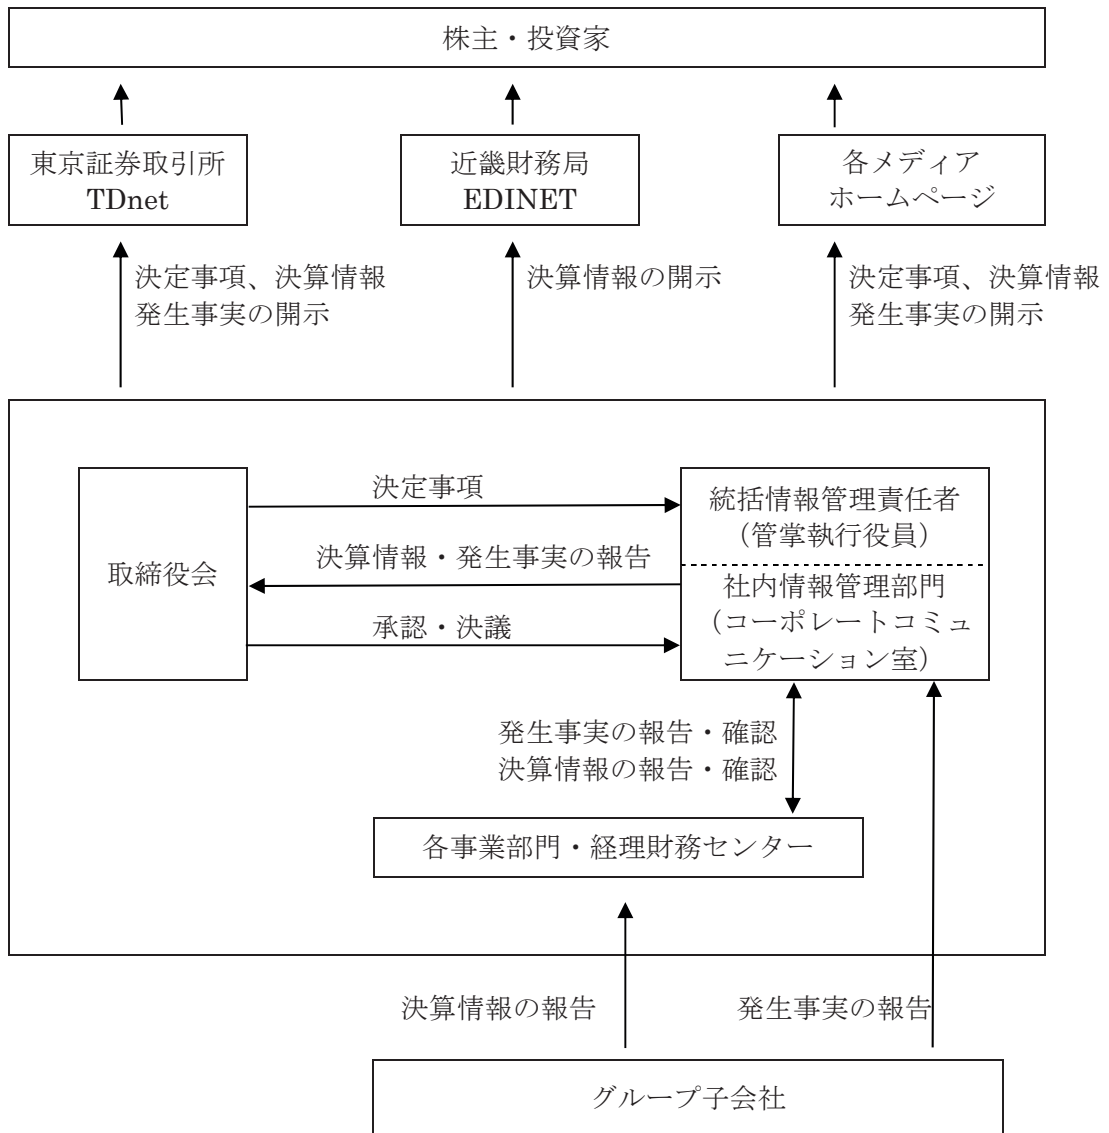 株主・投資家
東京証券取引所
TDnet
近畿財務局
EDINET
各メディア
ホームページ
決定事項、決算情報
発生事実の開示
決算情報の開示
決定事項、決算情報
発生事実の開示
取締役会
決定事項
決算情報・発生事実の報告
承認・決議
統括情報管理責任者
（管掌執行役員）
社内情報管理部門
（コーポレートコミュ
ニケーション室）
発生事実の報告・確認
決算情報の報告・確認
各事業部門・経理財務センター
決算情報の報告
発生事実の報告
グループ子会社